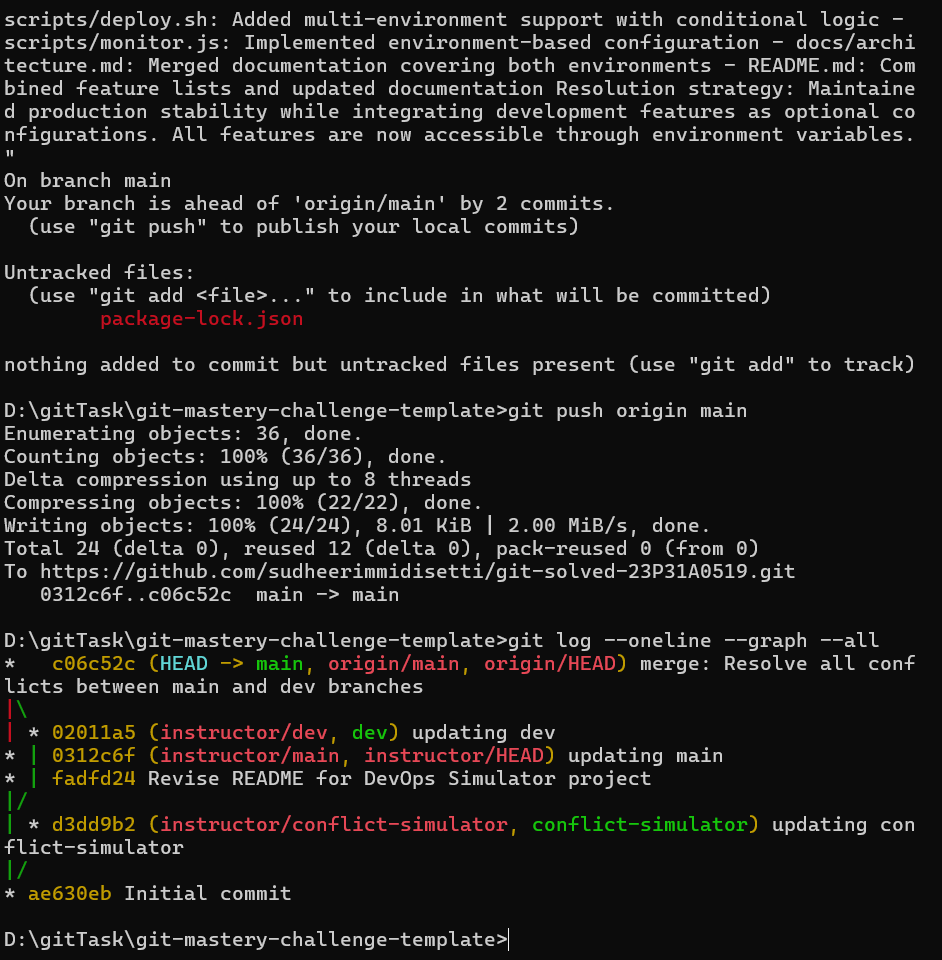 scripts/deploy.sh: Added multi-environment support with conditional logic -
scripts/monitor.js: Implemented environment-based configuration - docs/archi
tecture.md: Merged documentation covering both environments - README.md: Com
bined feature lists and updated documentation Resolution strategy: Maintaine
d production stability while integrating development features as optional co
nfigurations. All features are now accessible through environment variables.
"
On branch main
Your branch is ahead of 'origin/main' by 2 commits.
  (use "git push" to publish your local commits)

Untracked files:
  (use "git add <file>..." to include in what will be committed)
        package-lock.json

nothing added to commit but untracked files present (use "git add" to track)

D:\gitTask\git-mastery-challenge-template>git push origin main
Enumerating objects: 36, done.
Counting objects: 100% (36/36), done.
Delta compression using up to 8 threads
Compressing objects: 100% (22/22), done.
Writing objects: 100% (24/24), 8.01 KiB | 2.00 MiB/s, done.
Total 24 (delta 0), reused 12 (delta 0), pack-reused 0 (from 0)
To https://github.com/sudheerimmidisetti/git-solved-23P31A0519.git
   0312c6f..c06c52c  main -> main

D:\gitTask\git-mastery-challenge-template>git log --oneline --graph --all
*   c06c52c (HEAD -> main, origin/main, origin/HEAD) merge: Resolve all conf
licts between main and dev branches
|\
| * 02011a5 (instructor/dev, dev) updating dev
* | 0312c6f (instructor/main, instructor/HEAD) updating main
* | fadfd24 Revise README for DevOps Simulator project
|/
| * d3dd9b2 (instructor/conflict-simulator, conflict-simulator) updating con
flict-simulator
|/
* ae630eb Initial commit

D:\gitTask\git-mastery-challenge-template>